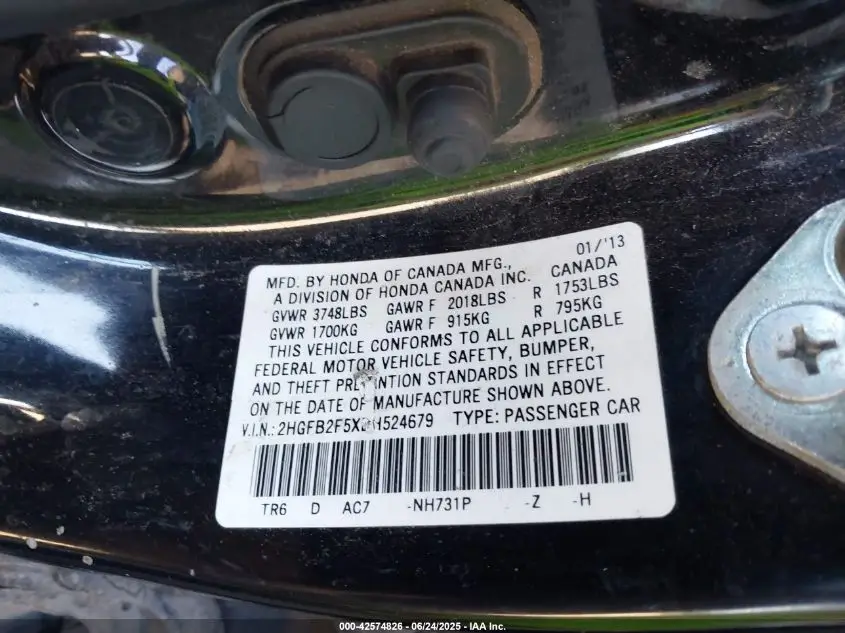 01/'13
MFD. BY HONDA OF CANADA MFG.,
A DIVISION OF HONDA CANADA INC. CANADA
GVWR 3748LBS GAWR F 2018LBS R 1753LBS
GVWR 1700KG GAWR F 915KG R 795KG
THIS VEHICLE CONFORMS TO ALL APPLICABLE
FEDERAL MOTOR VEHICLE SAFETY, BUMPER,
AND THEFT STANDARDS IN EFFECT
ON THE DATE OF MANUFACTURE SHOWN ABOVE.
V.I.N.: TYPE: PASSENGER CAR
TR6 D AC7 -NH731P -Z -H
000-42574826 - 06/24/2025 - IAA Inc.